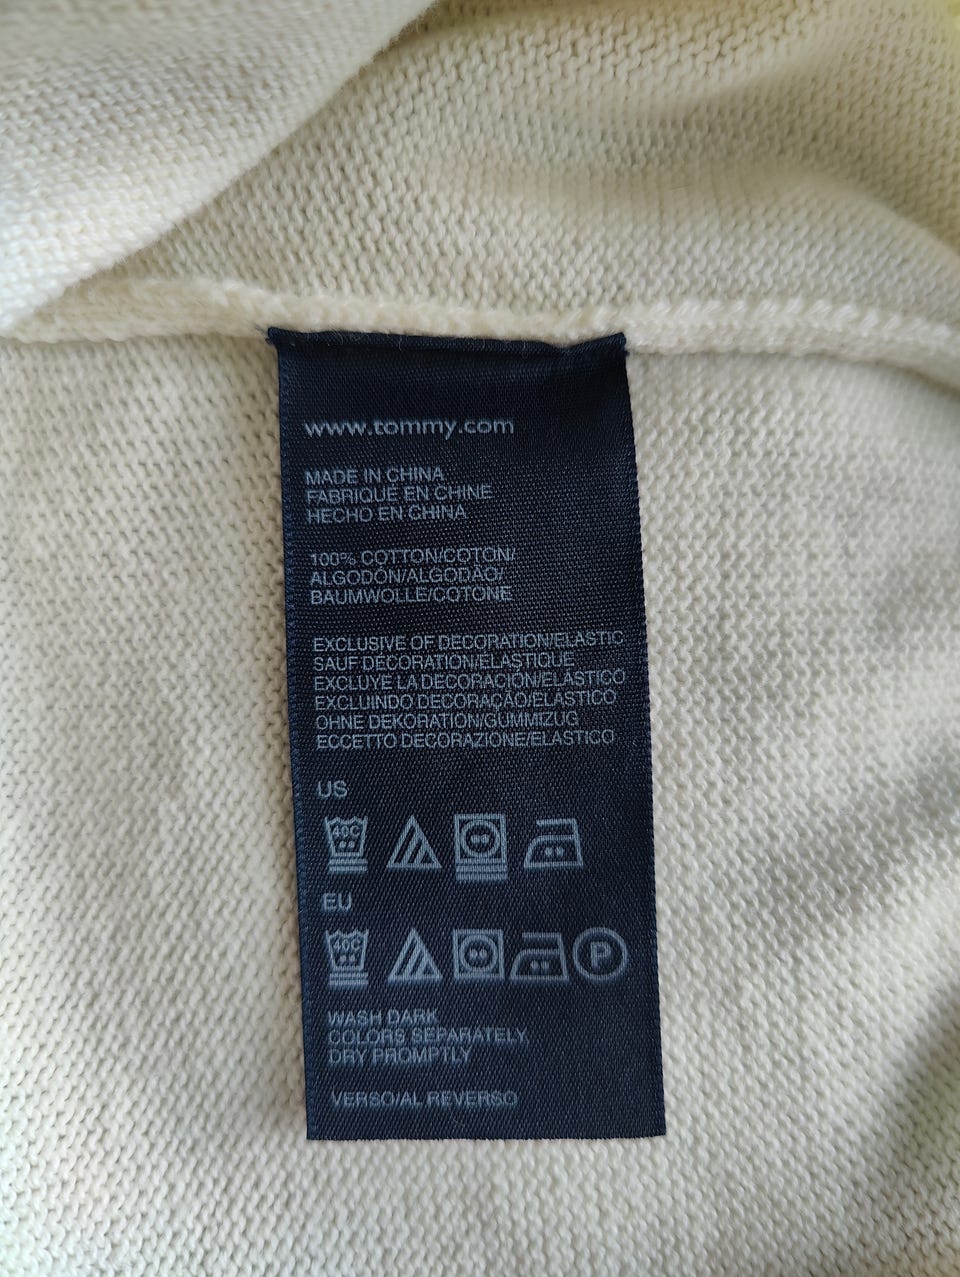 www.tommy.com
MADE IN CHINA
FABRIQUÉ EN CHINE
HECHO EN CHINA
100% COTTON/COTON/
ALGODÓN/ALGODÃO/
BAUMWOLLE/COTONE
EXCLUSIVE OF DECORATION/ELASTIC
SAUF DÉCORATION/ÉLASTIQUE
EXCLUYE LA DECORACIÓN/ELÁSTICO
EXCLUINDO DECORAÇÃO/ELÁSTICO
OHNE DEKORATION/GUMMIZUG
ECCETTO DECORAZIONE/ELASTICO
US
40C
EU
40C
P
WASH DARK
COLORS SEPARATELY
DRY PROMPTLY
VERSO/AL REVERSO